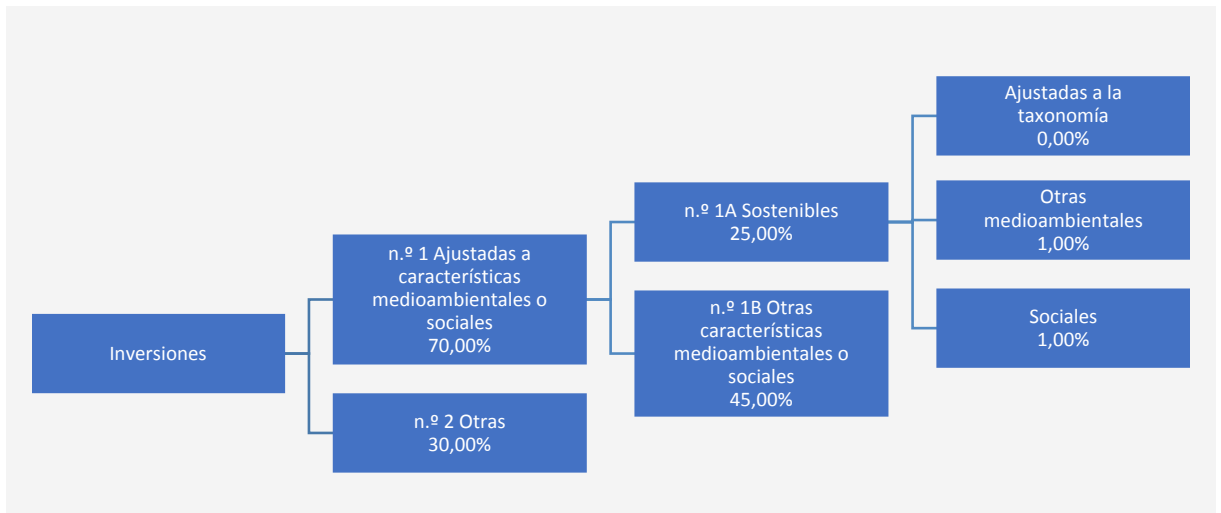 Inversiones
n.º 1 Ajustadas a
características
medioambientales o
sociales
70,00%
n.º 2 Otras
30,00%
n.º 1A Sostenibles
25,00%
n.º 1B Otras
características
medioambientales o
sociales
45,00%
Ajustadas a la
taxonomía
0,00%
Otras
medioambientales
1,00%
Sociales
1,00%